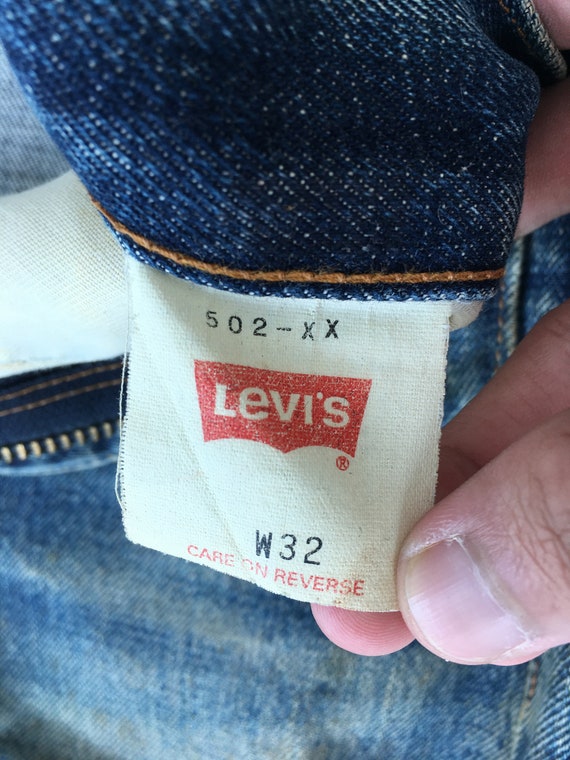 502-XX
Levi's
®
W32
CARE ON REVERSE